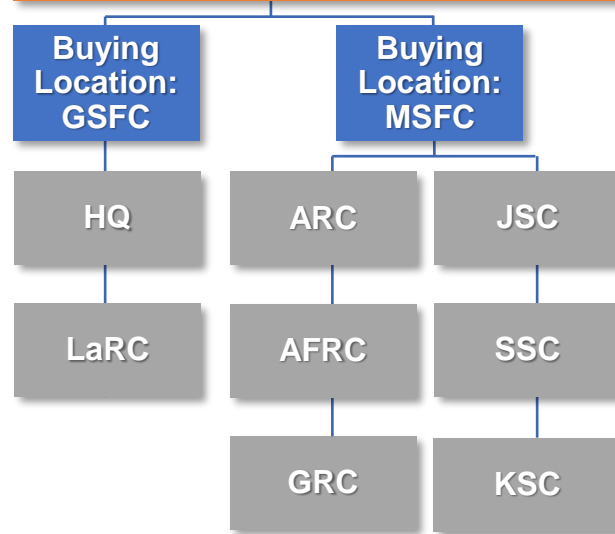 Buying
Location:
GSFC
Buying
Location:
MSFC
HQ
ARC
JSC
LaRC
AFRC
SSC
GRC
KSC